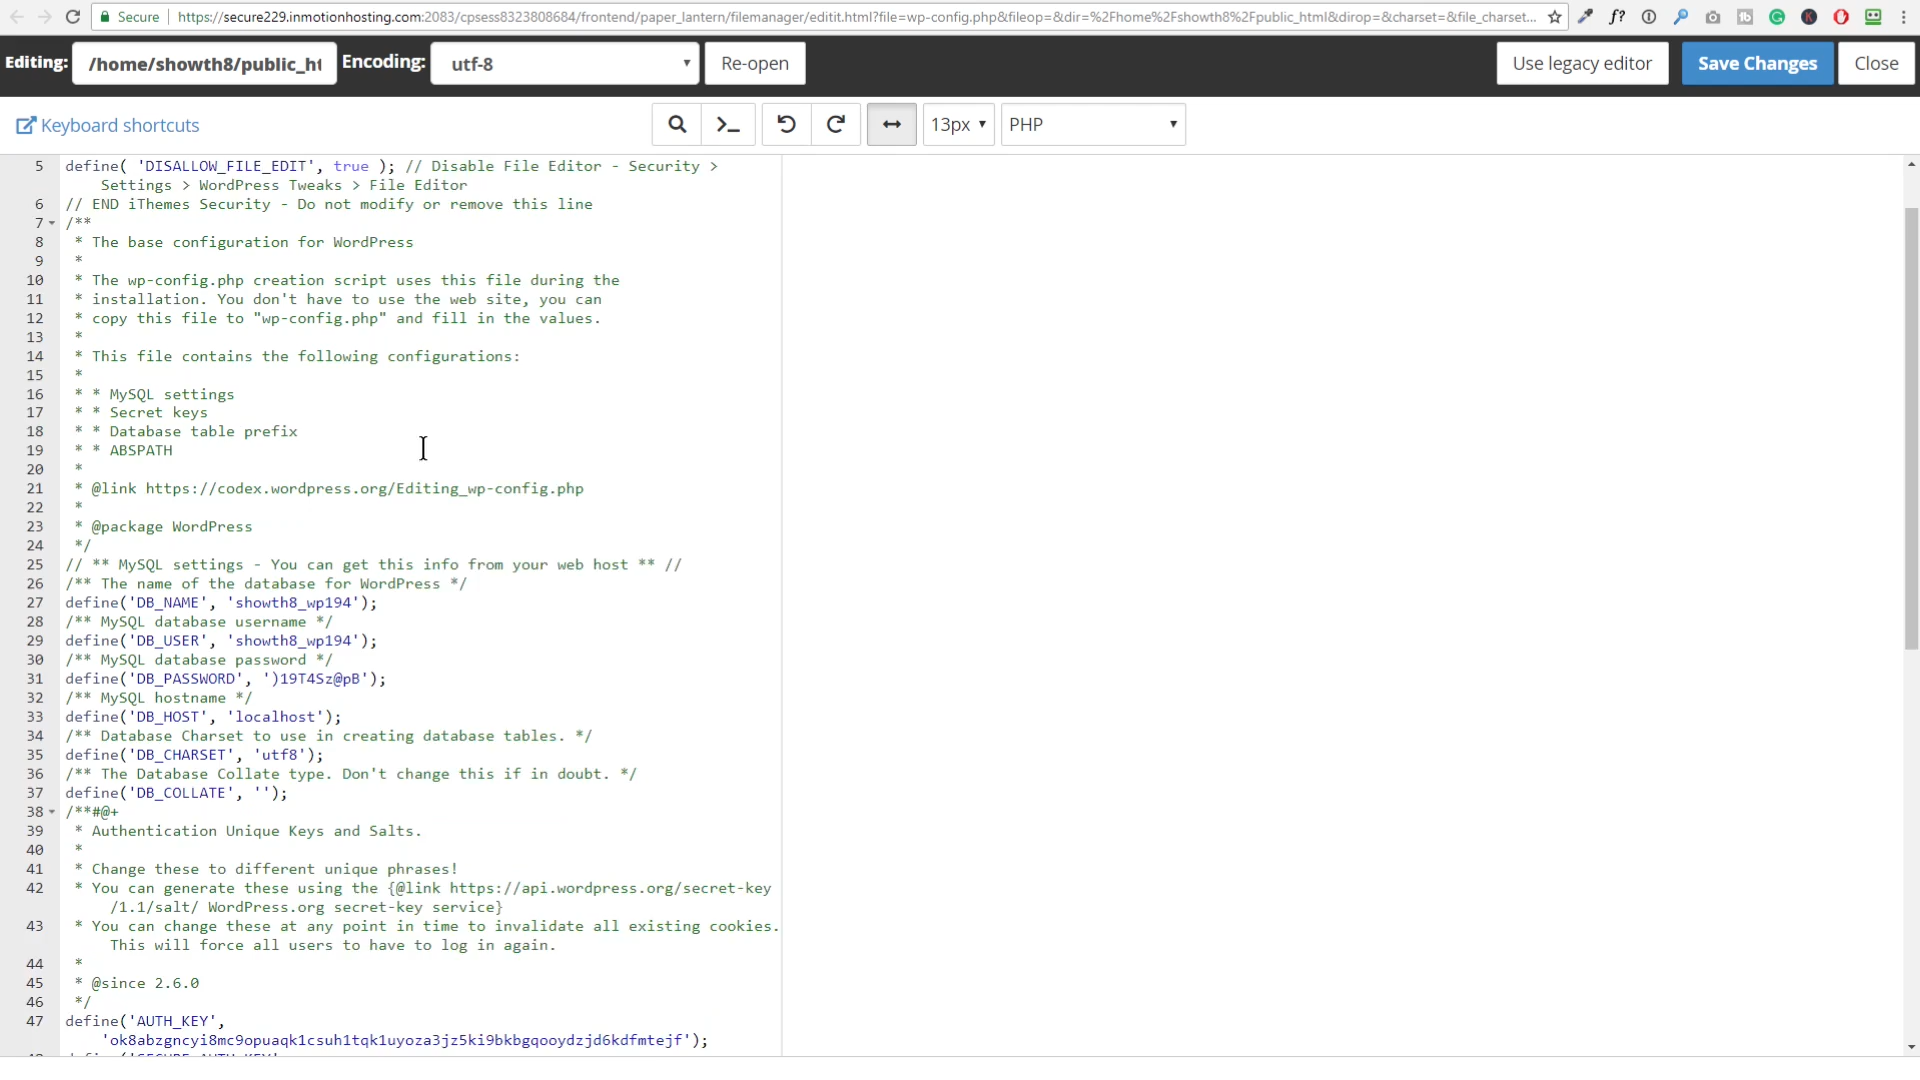 Secure https://secure229.inmotionhosting.com:2083/cpsess8323808684/frontend/paper_lantern/filemanager/editit.html?file=wp-config.php&fileop=&dir=%2Fhome%2Fshowth8%2Fpublic_html&dirop=&charset=&file_charset...
Editing: /home/showth8/public_ht Encoding: utf-8 Re-open Use legacy editor Save Changes Close
Keyboard shortcuts 13px PHP
5 define( 'DISALLOW_FILE_EDIT', true ); // Disable File Editor - Security >
Settings > WordPress Tweaks > File Editor
6 // END iThemes Security - Do not modify or remove this line
7 /**
8 * The base configuration for WordPress
9 *
10 * The wp-config.php creation script uses this file during the
11 * installation. You don't have to use the web site, you can
12 * copy this file to "wp-config.php" and fill in the values.
13 *
14 * This file contains the following configurations:
15 *
16 * * MySQL settings
17 * * Secret keys
18 * * Database table prefix
19 * * ABSPATH
20 *
21 * @link https://codex.wordpress.org/Editing_wp-config.php
22 *
23 * @package WordPress
24 */
25 // ** MySQL settings - You can get this info from your web host ** //
26 /** The name of the database for WordPress */
27 define('DB_NAME', 'showth8_wp194');
28 /** MySQL database username */
29 define('DB_USER', 'showth8_wp194');
30 /** MySQL database password */
31 define('DB_PASSWORD', ')19T4Sz@pB');
32 /** MySQL hostname */
33 define('DB_HOST', 'localhost');
34 /** Database Charset to use in creating database tables. */
35 define('DB_CHARSET', 'utf8');
36 /** The Database Collate type. Don't change this if in doubt. */
37 define('DB_COLLATE', '');
38 /**#@+
39 * Authentication Unique Keys and Salts.
40 *
41 * Change these to different unique phrases!
42 * You can generate these using the {@link https://api.wordpress.org/secret-key
/1.1/salt/ WordPress.org secret-key service}
43 * You can change these at any point in time to invalidate all existing cookies.
This will force all users to have to log in again.
44 *
45 * @since 2.6.0
46 */
47 define('AUTH_KEY',
'ok8abzgncyi8mc9opuaqk1csuh1tqk1uyoza3jz5ki9bkbgqooydzjd6kdfmtejf');